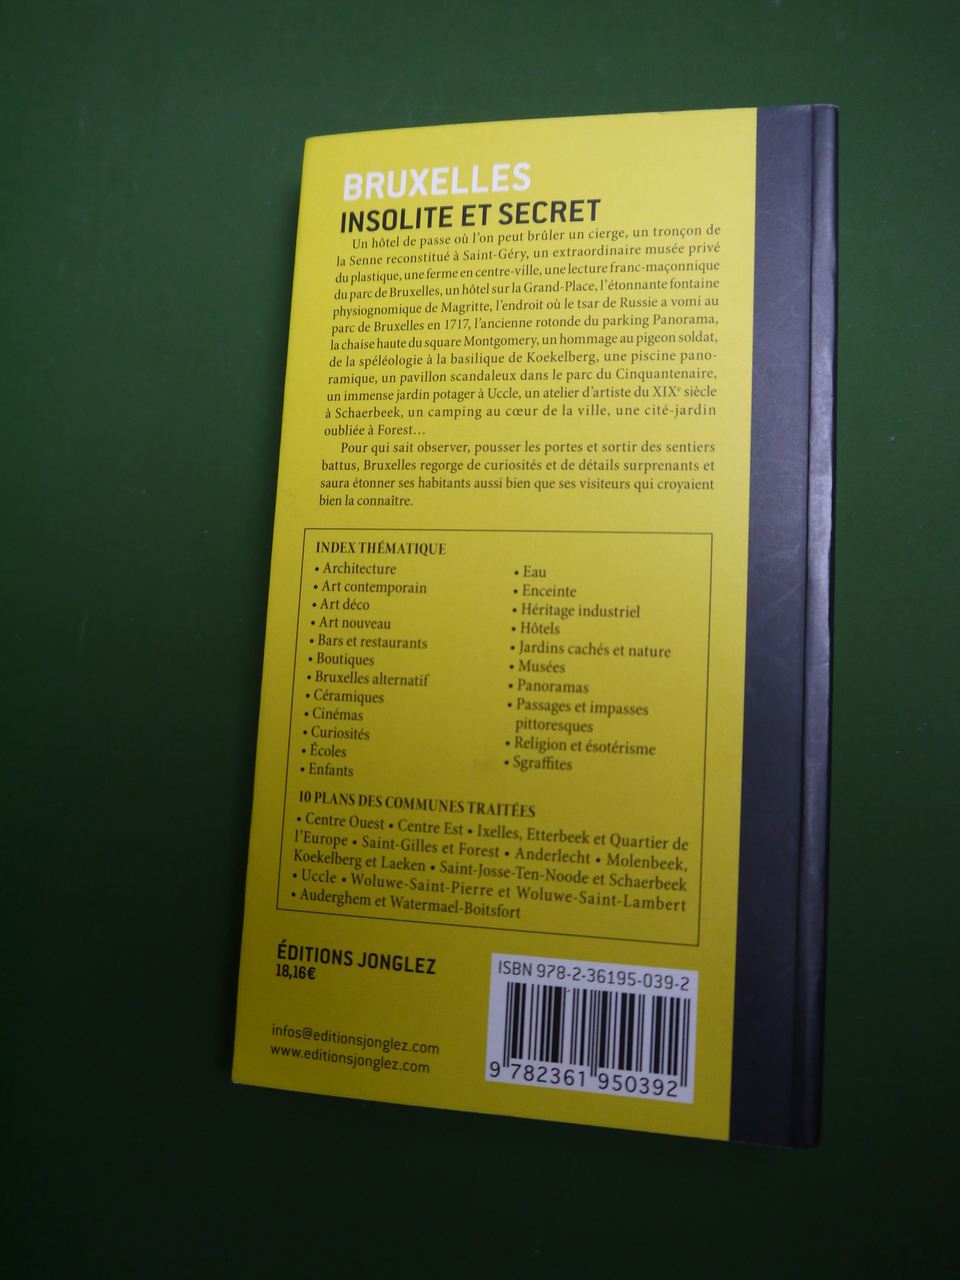 BRUXELLES
INSOLITE ET SECRET
Un hôtel de passe où l'on peut brûler un cierge, un tronçon de
la Senne reconstitué à Saint-Géry, un extraordinaire musée privé
du plastique, une ferme en centre-ville, une lecture franc-maçonnique
du parc de Bruxelles, un hôtel sur la Grand-Place, l'étonnante fontaine
physiognomique de Magritte, l'endroit où le tsar de Russie a vomi au
parc de Bruxelles en 1717, l'ancienne rotonde du parking Panorama,
la chaise haute du square Montgomery, un hommage au pigeon soldat,
de la spéléologie à la basilique de Koekelberg, une piscine pano-
ramique, un pavillon scandaleux dans le parc du Cinquantenaire,
un immense jardin potager à Uccle, un atelier d'artiste du XIXe siècle
à Schaerbeek, un camping au cœur de la ville, une cité-jardin
oubliée à Forest...
Pour qui sait observer, pousser les portes et sortir des sentiers
battus, Bruxelles regorge de curiosités et de détails surprenants et
saura étonner ses habitants aussi bien que ses visiteurs qui croyaient
bien la connaître.
INDEX THÉMATIQUE
• Architecture
• Art contemporain
• Art déco
• Art nouveau
• Bars et restaurants
• Boutiques
• Bruxelles alternatif
• Céramiques
• Cinémas
• Curiosités
• Écoles
• Enfants
• Eau
• Enceinte
• Héritage industriel
• Hôtels
• Jardins cachés et nature
• Musées
• Panoramas
• Passages et impasses
pittoresques
• Religion et ésotérisme
• Sgraffites
10 PLANS DES COMMUNES TRAITÉES
• Centre Ouest • Centre Est • Ixelles, Etterbeek et Quartier de
l'Europe • Saint-Gilles et Forest • Anderlecht • Molenbeek,
Koekelberg et Laeken • Saint-Josse-Ten-Noode et Schaerbeek
• Uccle • Woluwe-Saint-Pierre et Woluwe-Saint-Lambert
• Auderghem et Watermael-Boitsfort
ÉDITIONS JONGLEZ
18,16€
infos@editionsjonglez.com
www.editionsjonglez.com
ISBN 978-2-36195-039-2
9 782361 950392